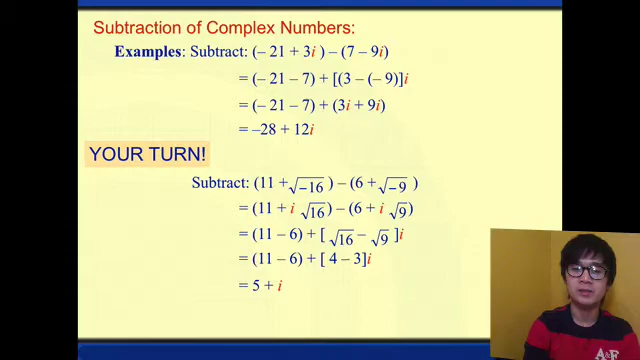 Subtraction of Complex Numbers:
Examples: Subtract: (– 21 + 3i ) – (7 – 9i)
= (– 21 – 7) + [(3 – (– 9)]i
= (– 21 – 7) + (3i + 9i)
= –28 + 12i
YOUR TURN!
Subtract: (11 + √–16 ) – (6 + √–9 )
= (11 + i √16 ) – (6 + i √9)
= (11 – 6) + [ √16 – √9 ]i
= (11 – 6) + [ 4 – 3]i
= 5 + i
A&F